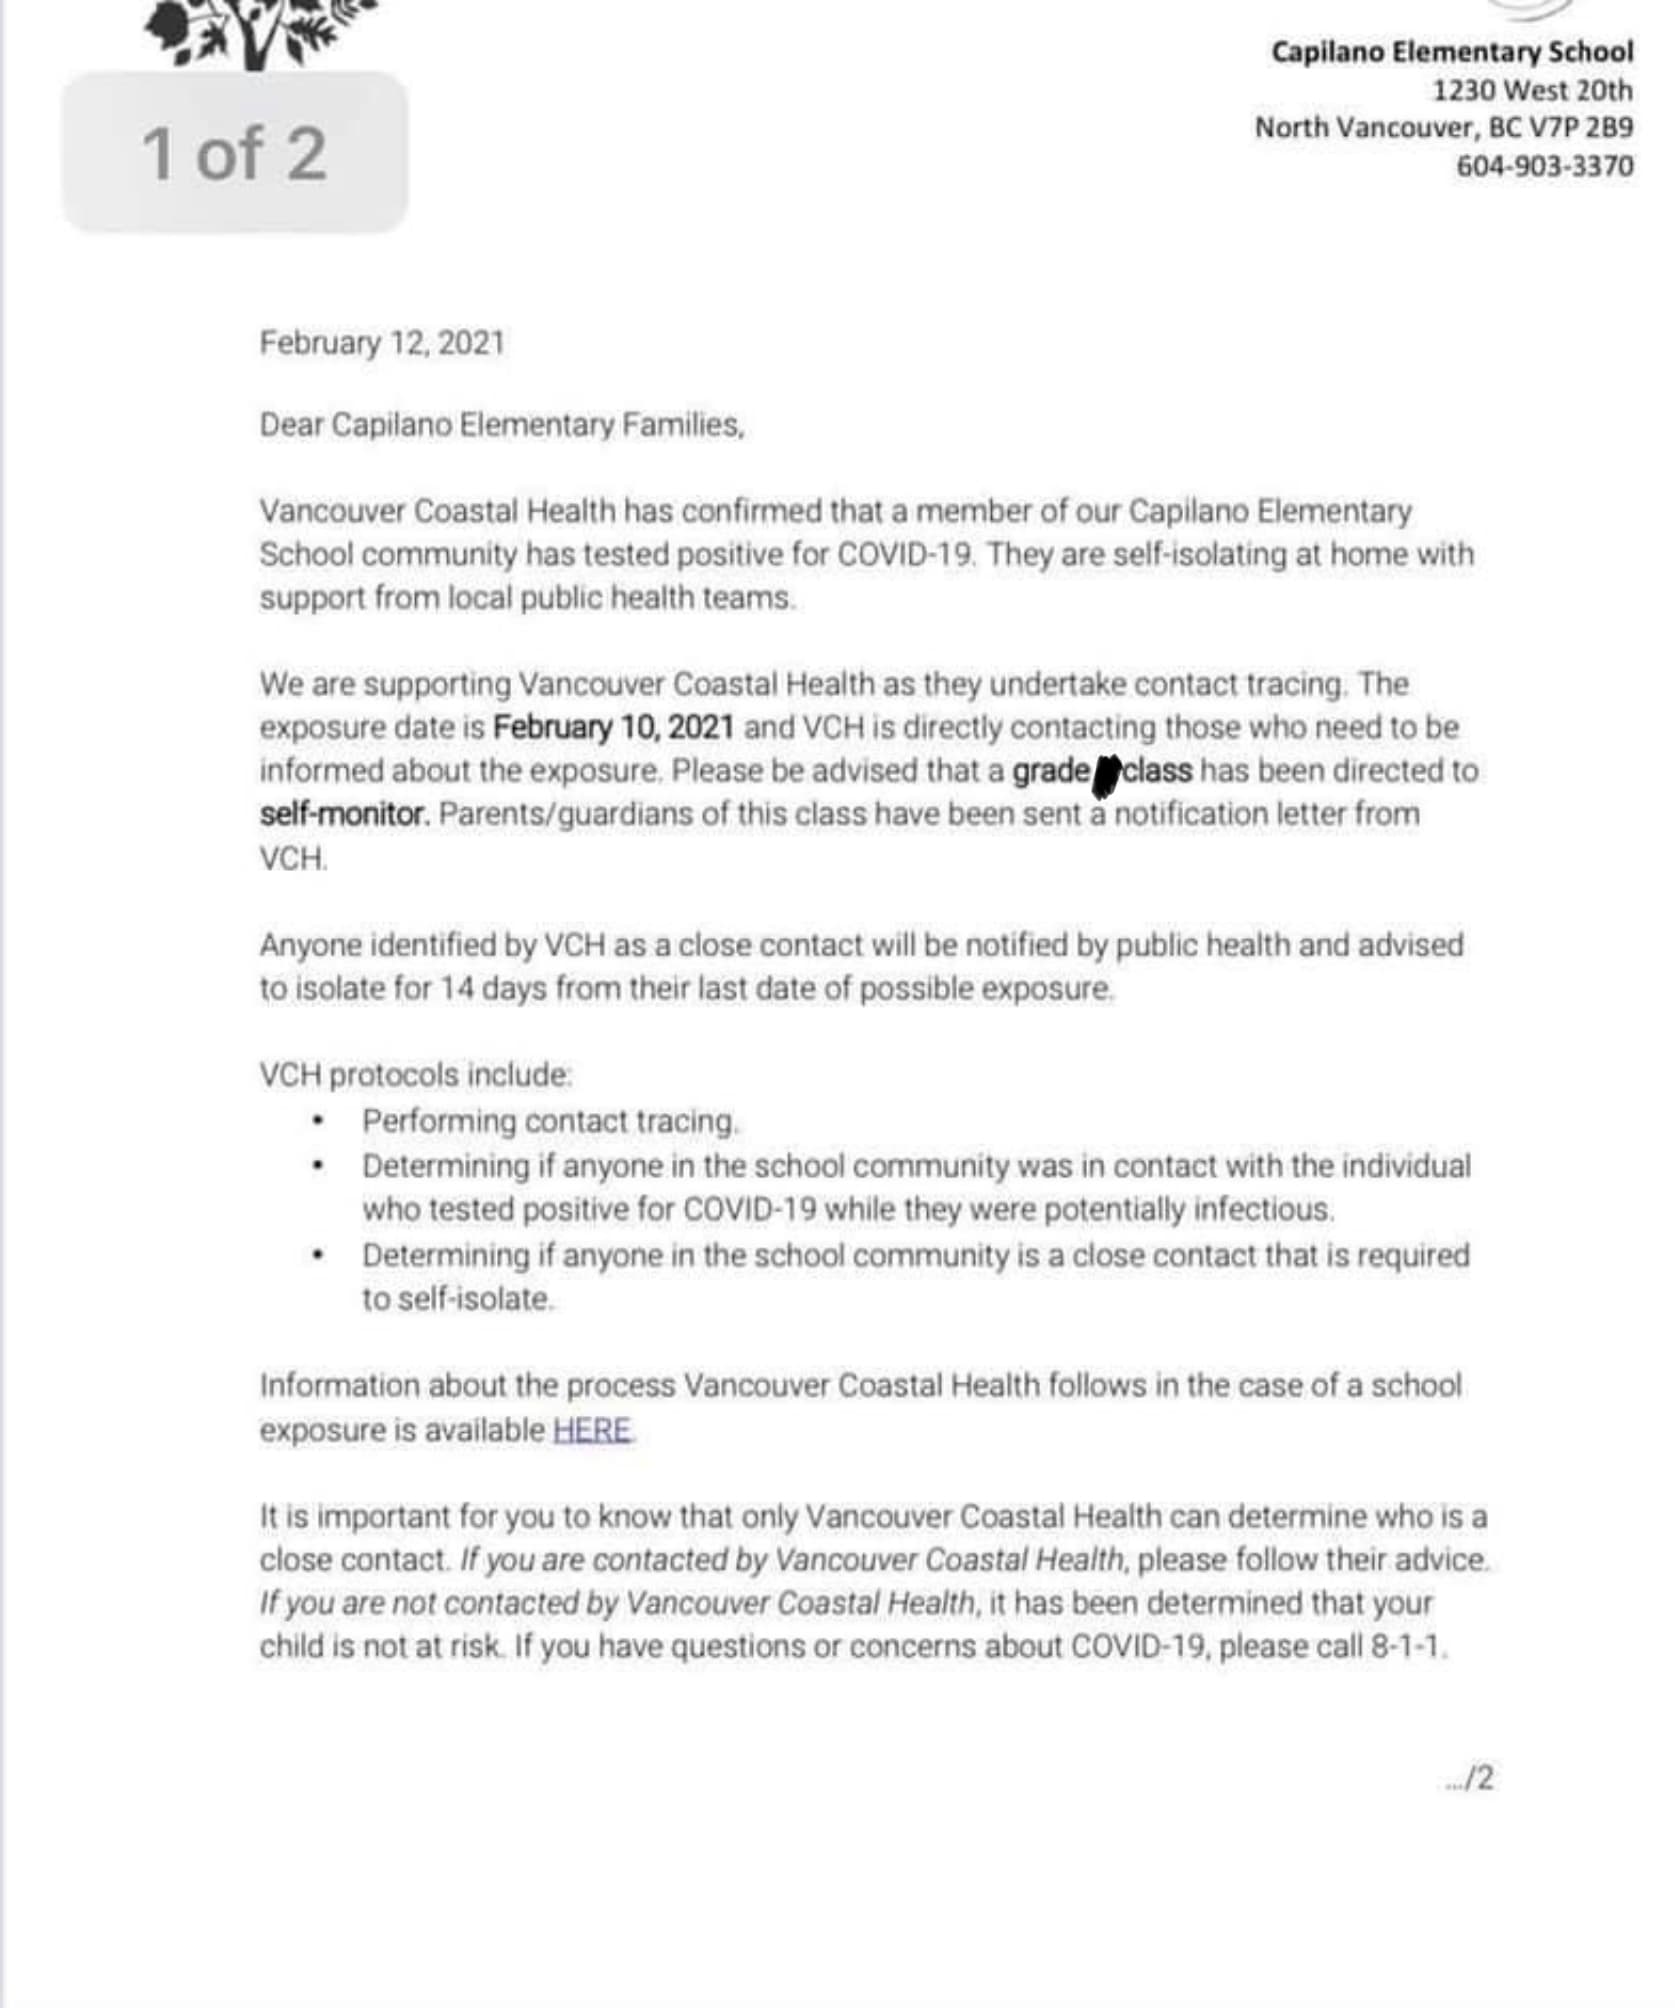 Capilano Elementary School
1230 West 20th
North Vancouver, BC V7P 2B9
604-903-3370
1 of 2
February 12, 2021
Dear Capilano Elementary Families,
Vancouver Coastal Health has confirmed that a member of our Capilano Elementary
School community has tested positive for COVID-19. They are self-isolating at home with
support from local public health teams.
We are supporting Vancouver Coastal Health as they undertake contact tracing. The
exposure date is February 10, 2021 and VCH is directly contacting those who need to be
informed about the exposure. Please be advised that a grade class has been directed to
self-monitor. Parents/guardians of this class have been sent a notification letter from
VCH.
Anyone identified by VCH as a close contact will be notified by public health and advised
to isolate for 14 days from their last date of possible exposure.
VCH protocols include:
• Performing contact tracing.
• Determining if anyone in the school community was in contact with the individual
who tested positive for COVID-19 while they were potentially infectious.
• Determining if anyone in the school community is a close contact that is required
to self-isolate.
Information about the process Vancouver Coastal Health follows in the case of a school
exposure is available HERE.
It is important for you to know that only Vancouver Coastal Health can determine who is a
close contact. If you are contacted by Vancouver Coastal Health, please follow their advice.
If you are not contacted by Vancouver Coastal Health, it has been determined that your
child is not at risk. If you have questions or concerns about COVID-19, please call 8-1-1.
.../2